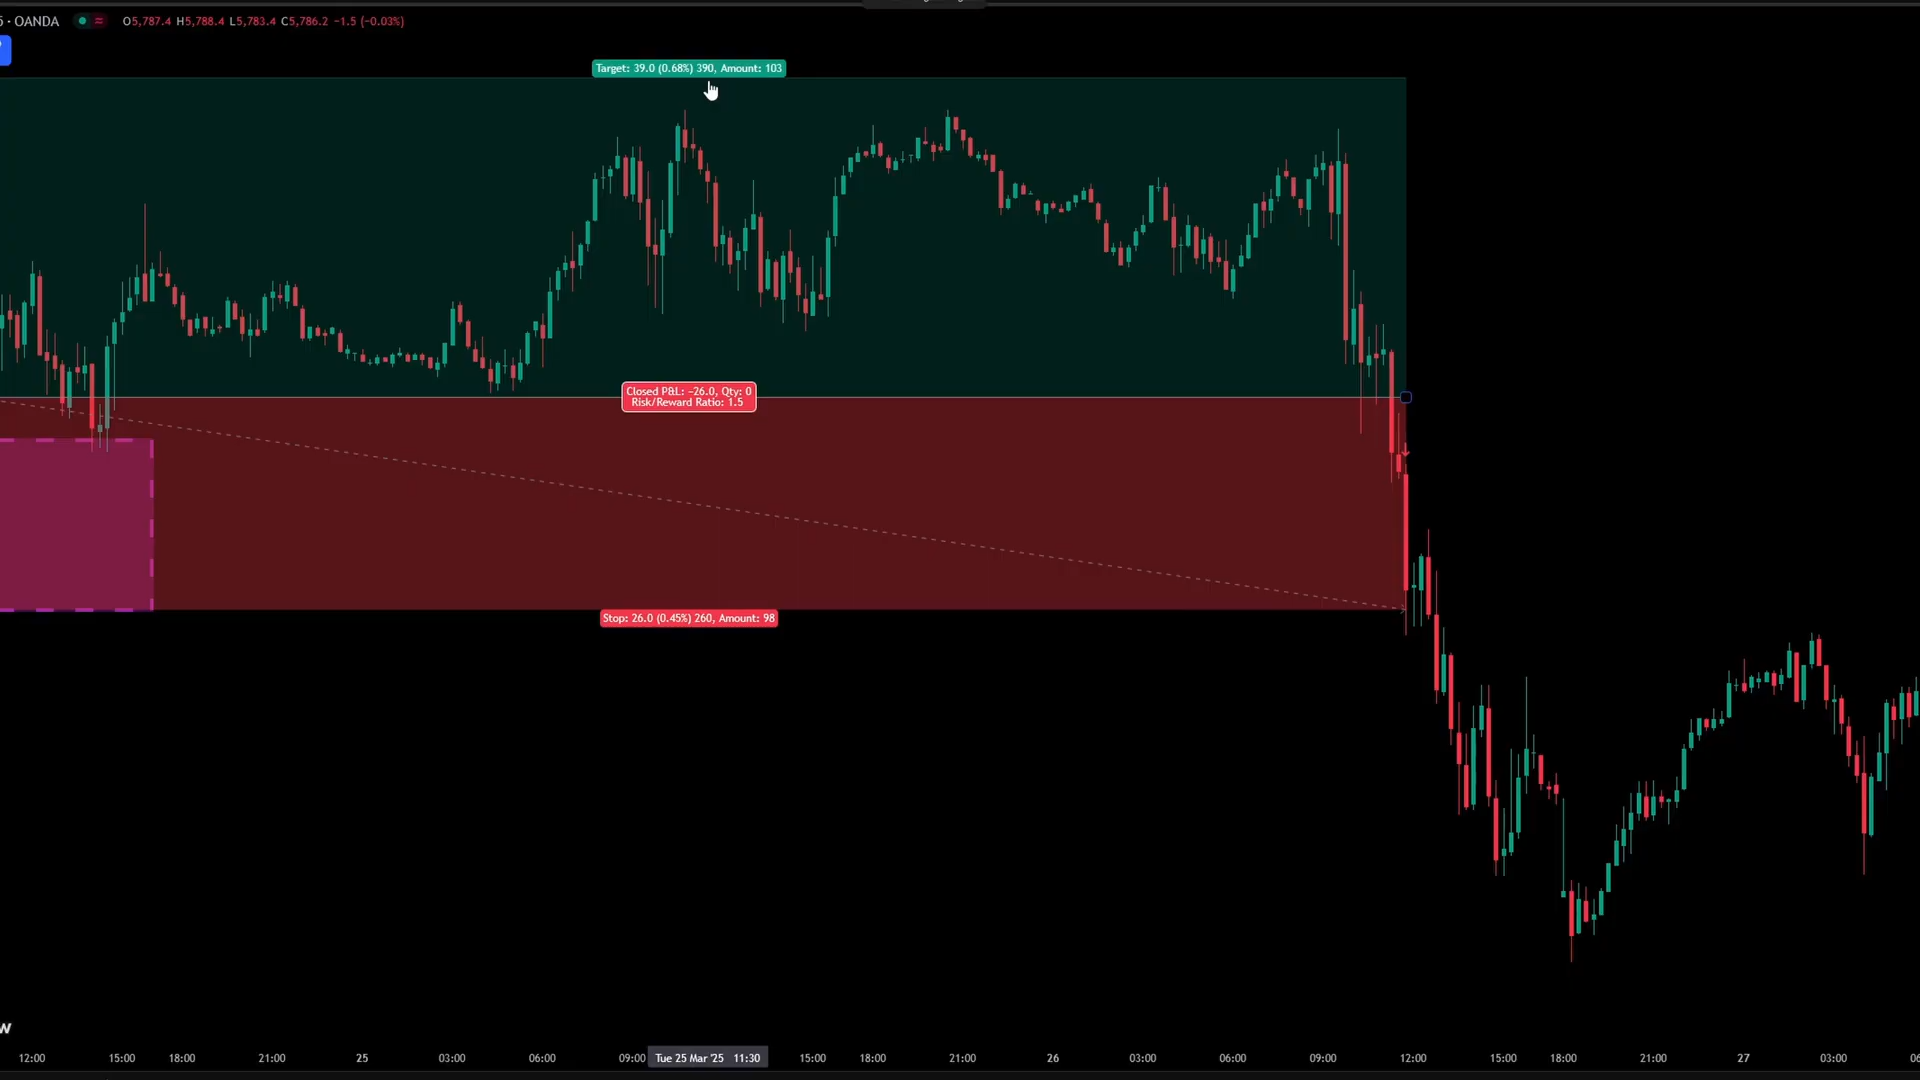 · OANDA O5,787.4 H5,788.4 L5,783.4 C5,786.2 −1.5 (−0.03%)
Target: 39.0 (0.68%) 390, Amount: 103
Closed P&L: −26.0, Qty: 0
Risk/Reward Ratio: 1.5
Stop: 26.0 (0.45%) 260, Amount: 98
12:00 15:00 18:00 21:00 25 03:00 06:00 09:00 Tue 25 Mar '25 11:30 15:00 18:00 21:00 26 03:00 06:00 09:00 12:00 15:00 18:00 21:00 27 03:00